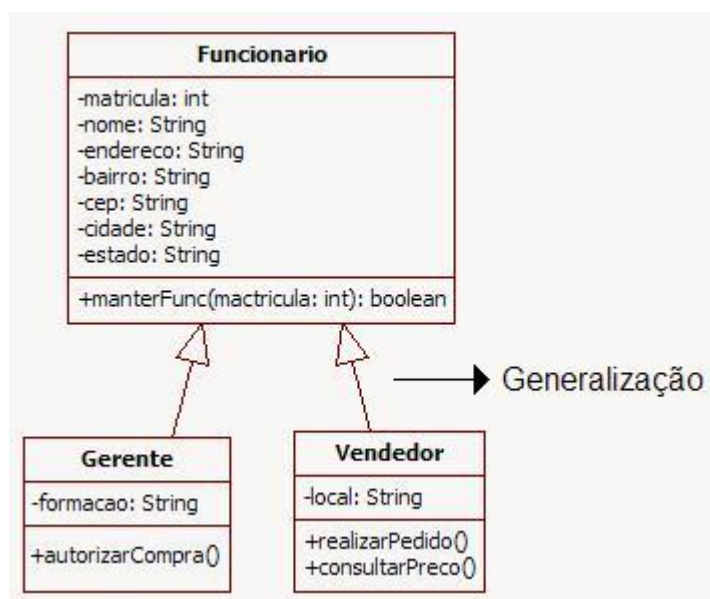 Funcionario
-matricula: int
-nome: String
-endereco: String
-bairro: String
-cep: String
-cidade: String
-estado: String
+manterFunc(mactricula: int): boolean
Generalização
Gerente
-formacao: String
+autorizarCompra()
Vendedor
-local: String
+realizarPedido()
+consultarPreco()